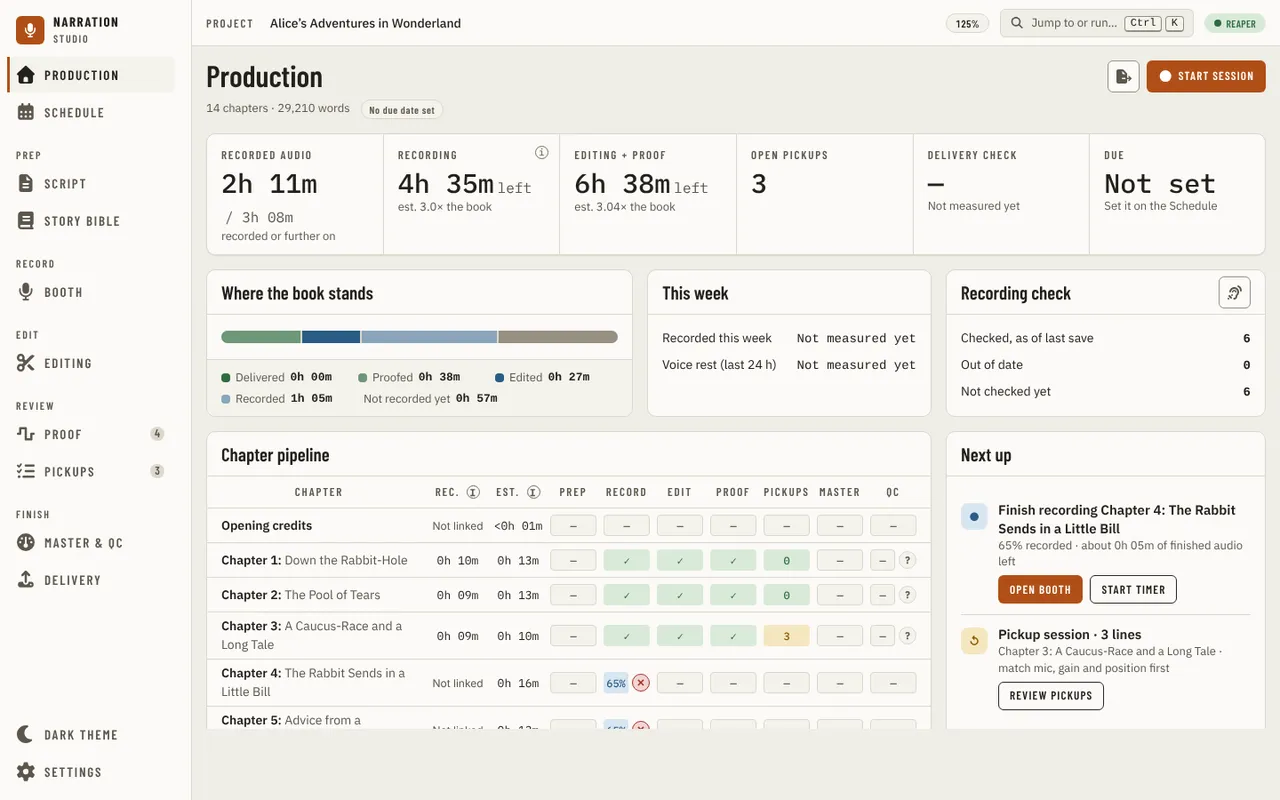 NARRATION
STUDIO
PRODUCTION
SCHEDULE
PREP
SCRIPT
STORY BIBLE
RECORD
BOOTH
EDIT
EDITING
REVIEW
PROOF 4
PICKUPS 3
FINISH
MASTER & QC
DELIVERY
DARK THEME
SETTINGS
PROJECT Alice’s Adventures in Wonderland
125% Jump to or run... Ctrl K REAPER
Production
14 chapters · 29,210 words No due date set
START SESSION
RECORDED AUDIO
2h 11m
/ 3h 08m
recorded or further on
RECORDING
4h 35m left
est. 3.0× the book
EDITING + PROOF
6h 38m left
est. 3.04× the book
OPEN PICKUPS
3
DELIVERY CHECK
—
Not measured yet
DUE
Not set
Set it on the Schedule
Where the book stands
Delivered 0h 00m Proofed 0h 38m Edited 0h 27m
Recorded 1h 05m Not recorded yet 0h 57m
This week
Recorded this week Not measured yet
Voice rest (last 24 h) Not measured yet
Recording check
Checked, as of last save 6
Out of date 0
Not checked yet 6
Chapter pipeline
CHAPTER REC. EST. PREP RECORD EDIT PROOF PICKUPS MASTER QC
Opening credits Not linked <0h 01m — — — — — — —
Chapter 1: Down the Rabbit-Hole 0h 10m 0h 13m — ✓ ✓ ✓ 0 — — ?
Chapter 2: The Pool of Tears 0h 09m 0h 13m — ✓ ✓ ✓ 0 — — ?
Chapter 3: A Caucus-Race and a
Long Tale 0h 09m 0h 10m — ✓ ✓ ✓ 3 — — ?
Chapter 4: The Rabbit Sends in a
Little Bill Not linked 0h 16m — 65% — — — — —
Chapter 5: Advice from a
Next up
Finish recording Chapter 4: The Rabbit
Sends in a Little Bill
65% recorded · about 0h 05m of finished audio
left
OPEN BOOTH START TIMER
Pickup session · 3 lines
Chapter 3: A Caucus-Race and a Long Tale ·
match mic, gain and position first
REVIEW PICKUPS